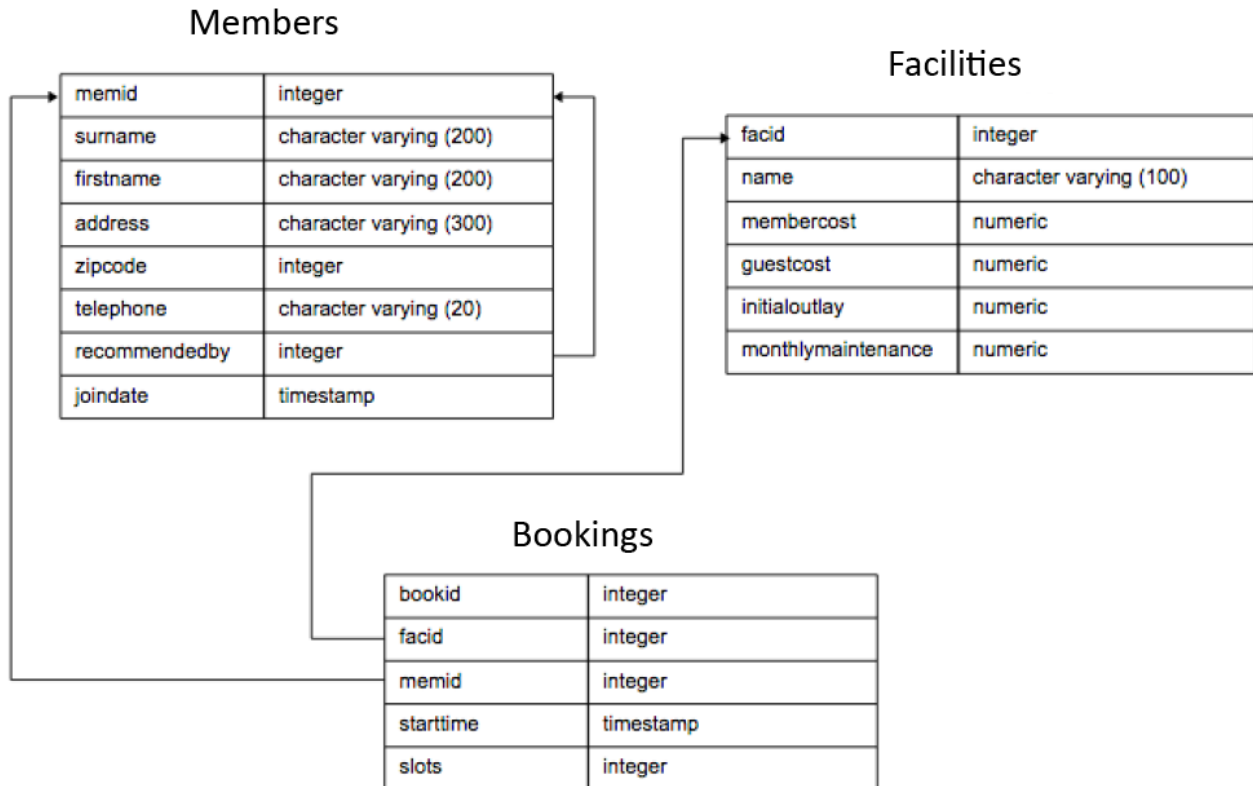 Members
memid integer
surname character varying (200)
firstname character varying (200)
address character varying (300)
zipcode integer
telephone character varying (20)
recommendedby integer
joindate timestamp
Facilities
facid integer
name character varying (100)
membercost numeric
guestcost numeric
initialoutlay numeric
monthlymaintenance numeric
Bookings
bookid integer
facid integer
memid integer
starttime timestamp
slots integer